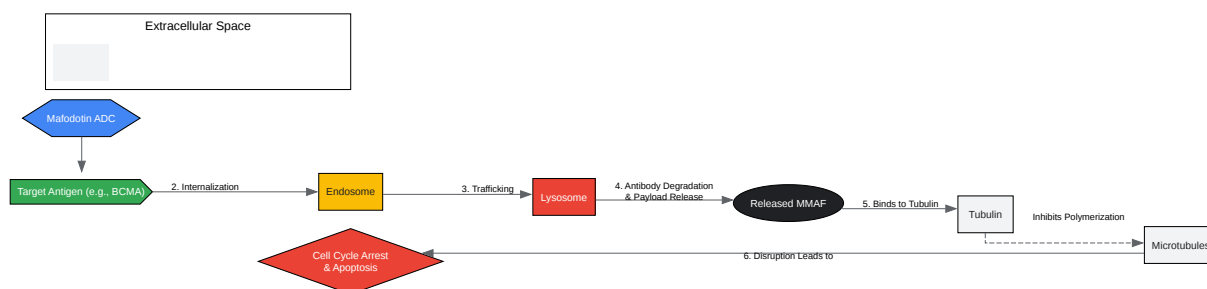 Extracellular Space
Mafodotin ADC
Target Antigen (e.g., BCMA)
2. Internalization
Endosome
3. Trafficking
Lysosome
4. Antibody Degradation
& Payload Release
Released MMAF
5. Binds to Tubulin
Tubulin
Inhibits Polymerization
Microtubules
6. Disruption Leads to
Cell Cycle Arrest
& Apoptosis